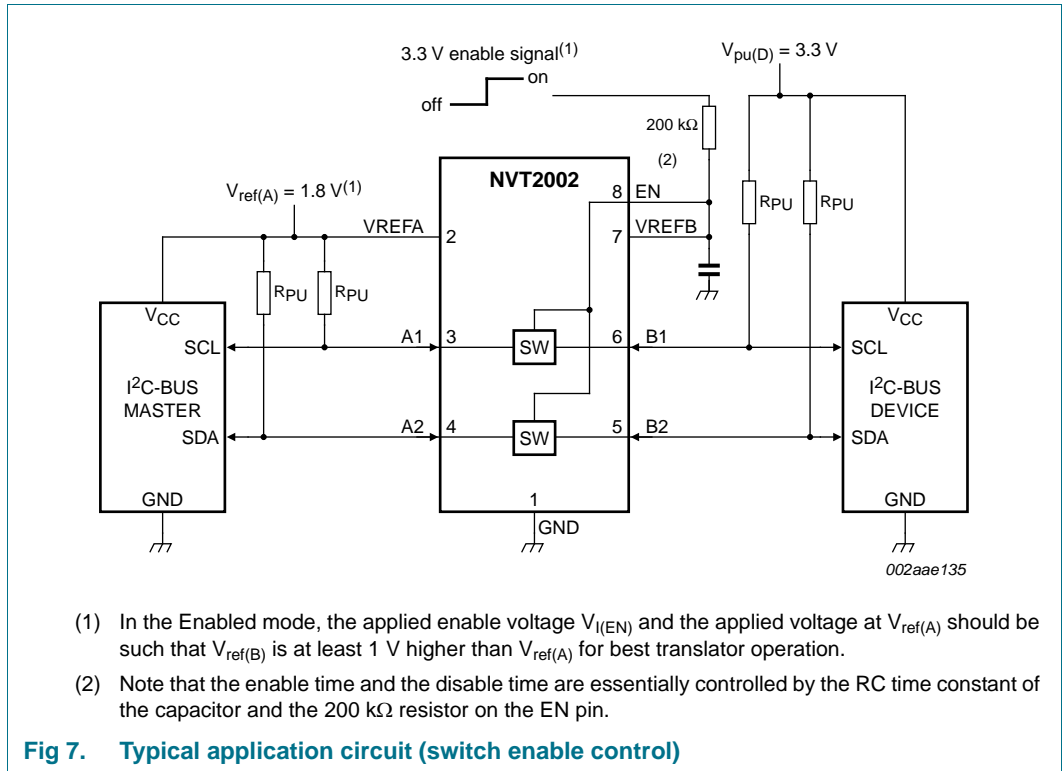 3.3 V enable signal(1)
on
off
Vpu(D) = 3.3 V
200 kΩ
(2)
NVT2002
Vref(A) = 1.8 V(1)
8 EN
RPU
RPU
VREFA
2
7 VREFB
RPU
RPU
VCC
VCC
SCL
A1
3
SW
6
B1
SCL
I2C-BUS
MASTER
I2C-BUS
DEVICE
SDA
A2
4
SW
5
B2
SDA
GND
1
GND
GND
002aae135
(1) In the Enabled mode, the applied enable voltage VI(EN) and the applied voltage at Vref(A) should be
such that Vref(B) is at least 1 V higher than Vref(A) for best translator operation.
(2) Note that the enable time and the disable time are essentially controlled by the RC time constant of
the capacitor and the 200 kΩ resistor on the EN pin.
Fig 7. Typical application circuit (switch enable control)